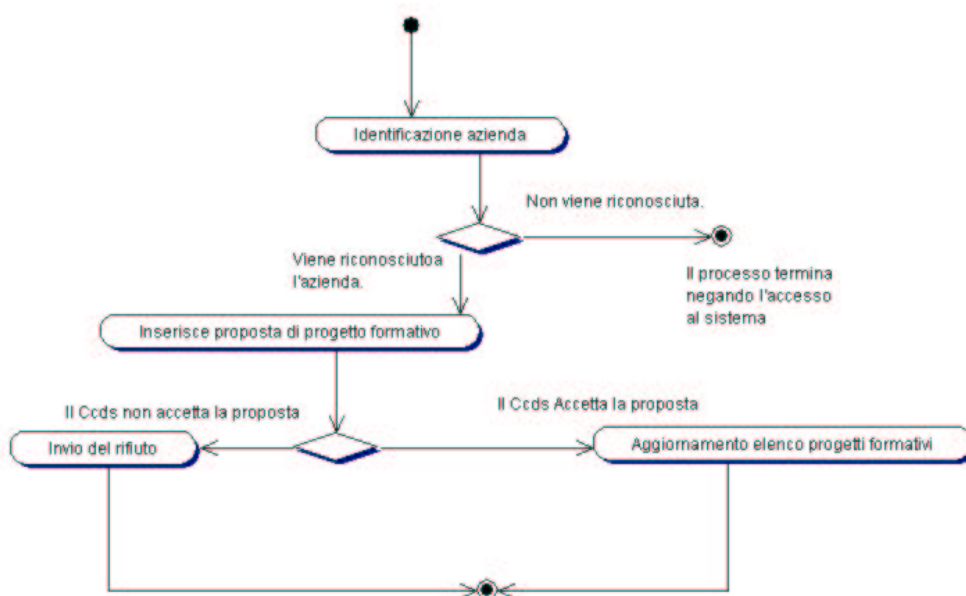 Identificazione azienda
Non viene riconosciuta.
Viene riconosciutoa
l'azienda.
Il processo termina
negando l'accesso
al sistema
Inserisce proposta di progetto formativo
Il Ccds non accetta la proposta
Il Ccds Accetta la proposta
Invio del rifiuto
Aggiornamento elenco progetti formativi